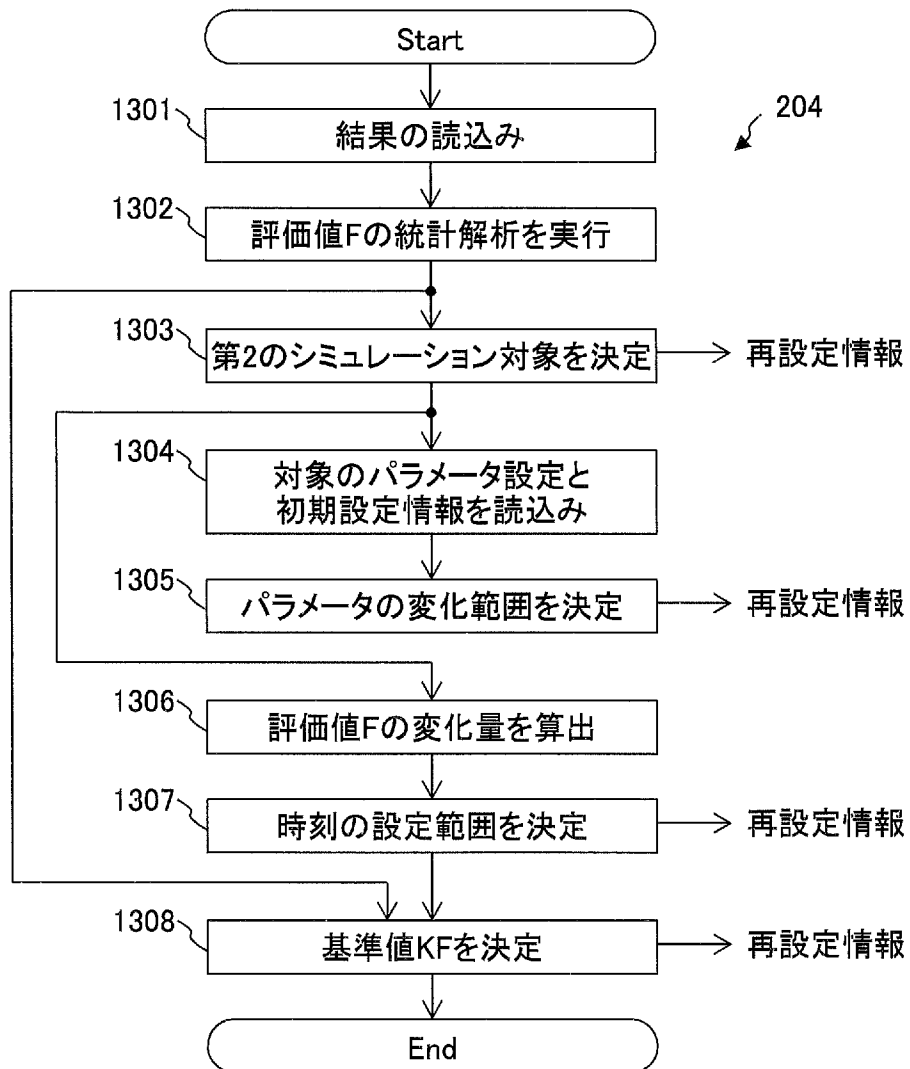 Start
204
1301
結果の読込み
1302
評価値Fの統計解析を実行
1303
第2のシミュレーション対象を決定
再設定情報
1304
対象のパラメータ設定と
初期設定情報を読込み
1305
パラメータの変化範囲を決定
再設定情報
1306
評価値Fの変化量を算出
1307
時刻の設定範囲を決定
再設定情報
1308
基準値KFを決定
再設定情報
End